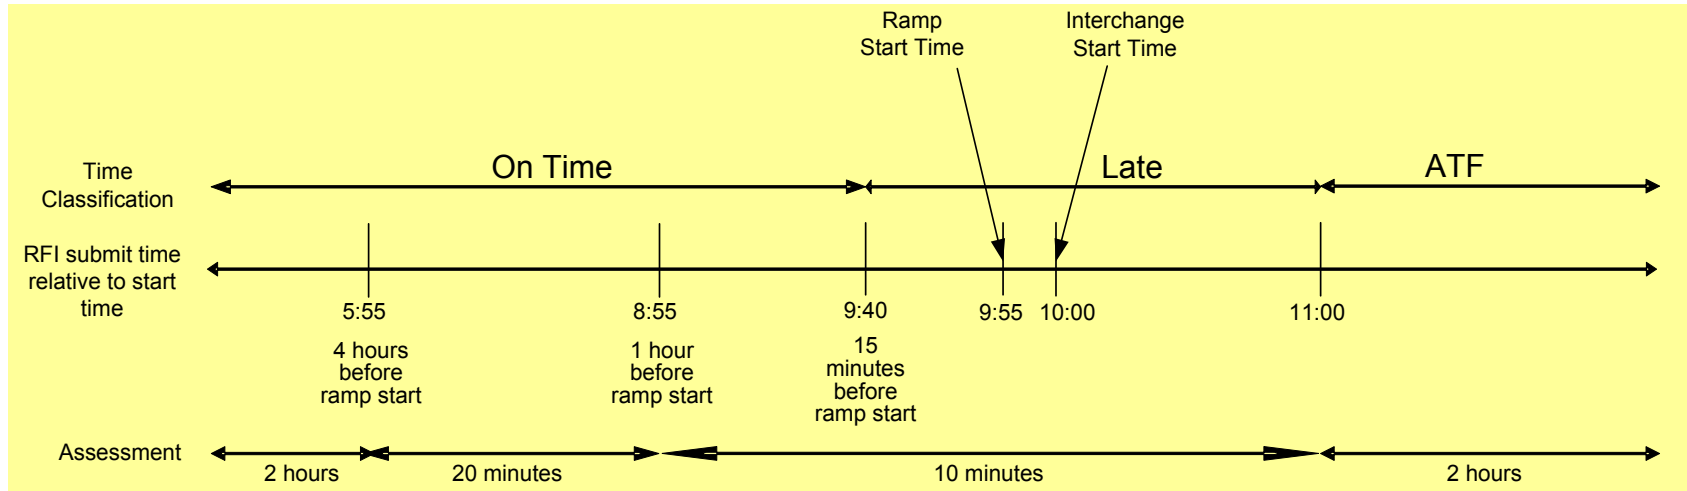 Ramp
Start Time
Interchange
Start Time
Time
Classification
On Time
Late
ATF
RFI submit time
relative to start
time
5:55
8:55
9:40
9:55
10:00
11:00
4 hours
before
ramp start
1 hour
before
ramp start
15
minutes
before
ramp start
Assessment
2 hours
20 minutes
10 minutes
2 hours